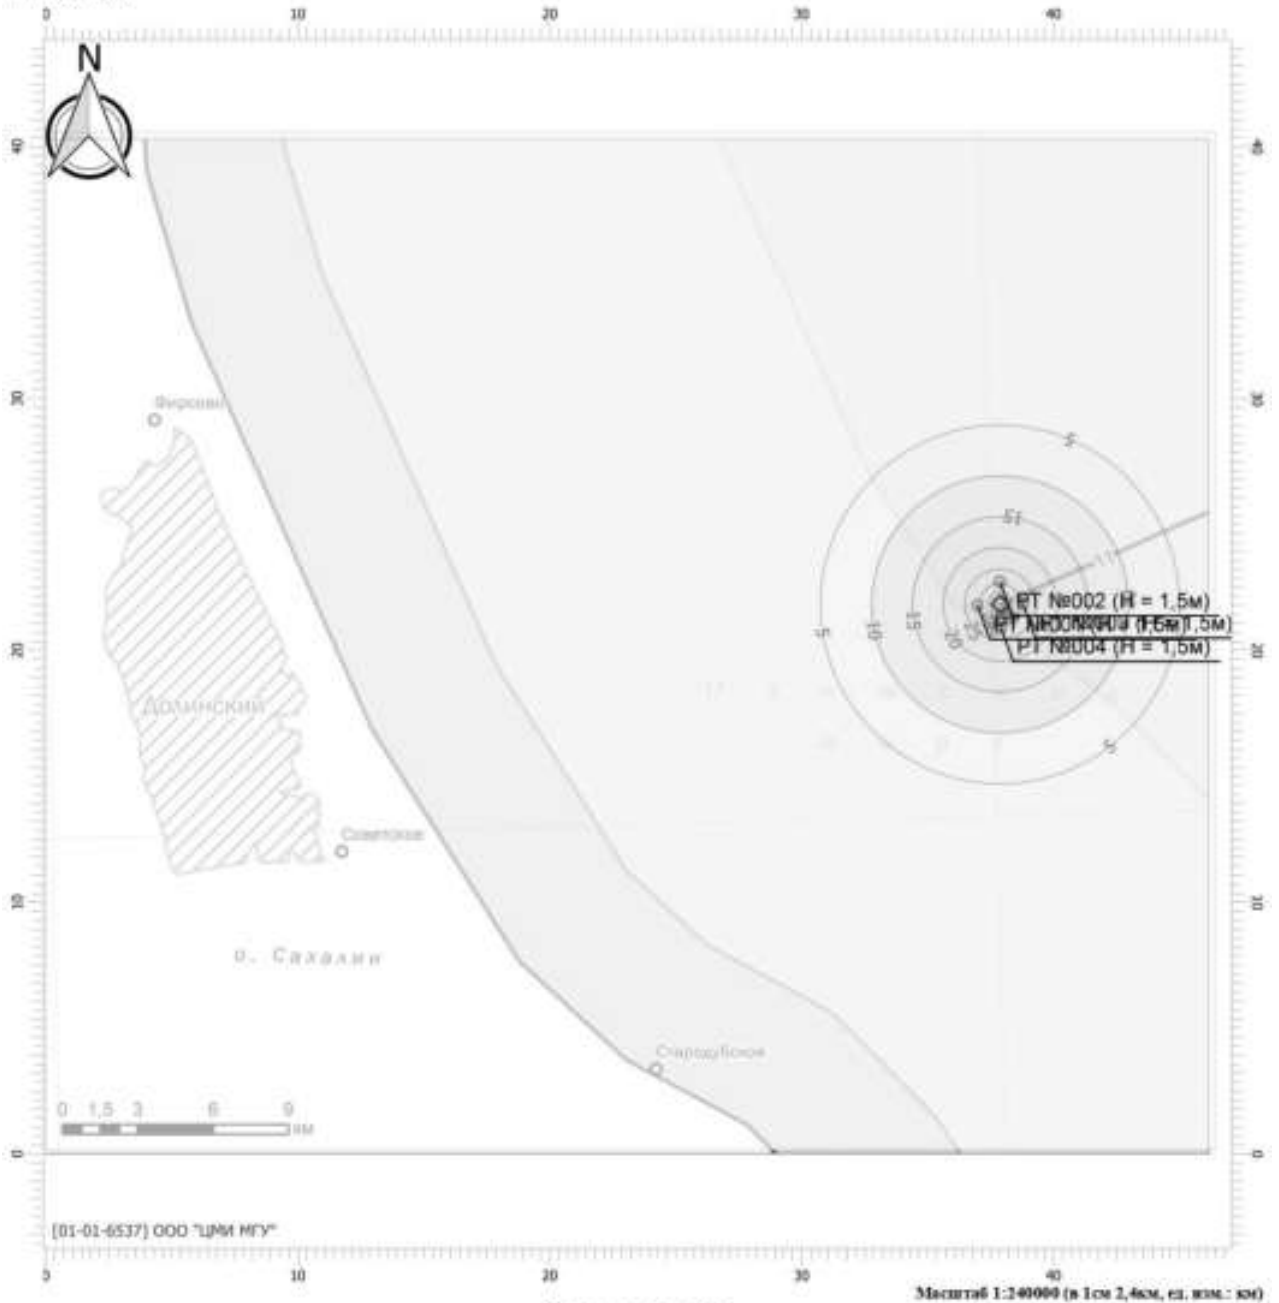 0 10 20 30 40
N
40 40
30 30
Фирсово
5
15
11
РТ №002 (H = 1,5м)
5 10 15 20 25
20 20
РТ №004 (H = 1,5м)
Долинский
5
Советское
10 10
о. Сахалин
Стародубское
0 1,5 3 6 9
км
0 0
[01-01-6537] ООО "ЦМИ МГУ"
0 10 20 30 40
Масштаб 1:240000 (в 1см 2,4км, ед. изм.: км)